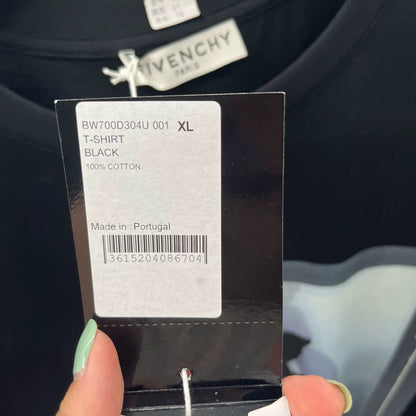 GIVENCHY
PARIS
BW700D304U 001 XL
T-SHIRT
BLACK
100% COTTON
Made in : Portugal
3615204086704